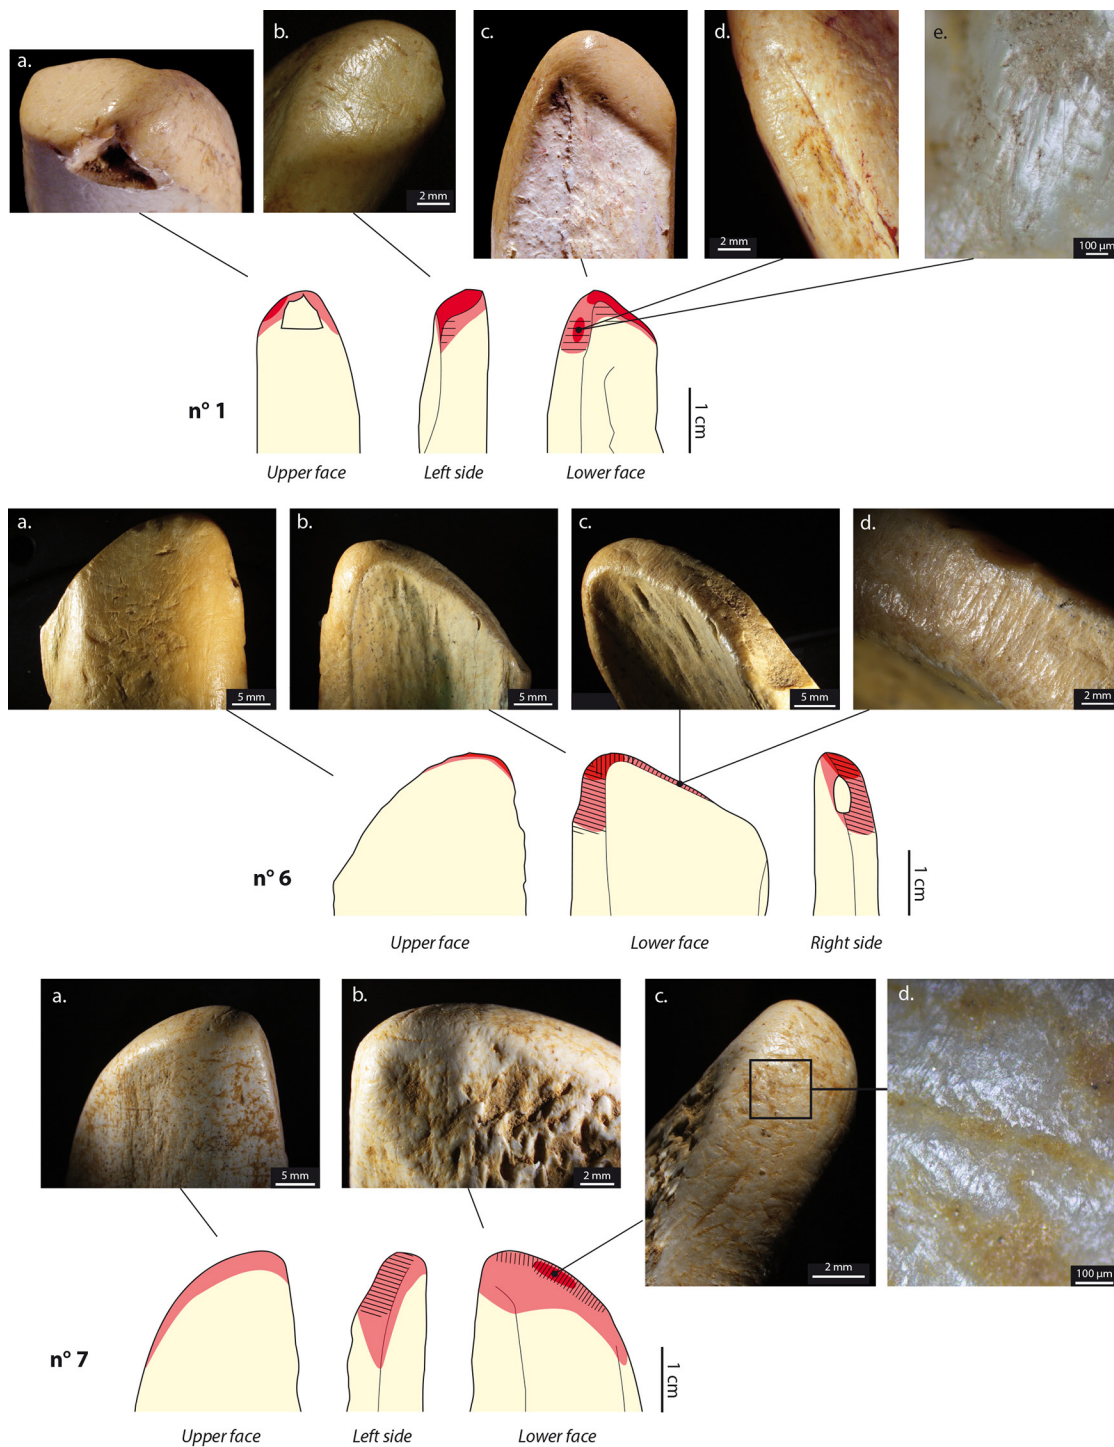 a.
b.
c.
d.
e.
2 mm
2 mm
100 µm
n° 1
1 cm
Upper face
Left side
Lower face
a.
b.
c.
d.
5 mm
5 mm
5 mm
2 mm
n° 6
1 cm
Upper face
Lower face
Right side
a.
b.
c.
d.
5 mm
2 mm
2 mm
100 µm
n° 7
1 cm
Upper face
Left side
Lower face